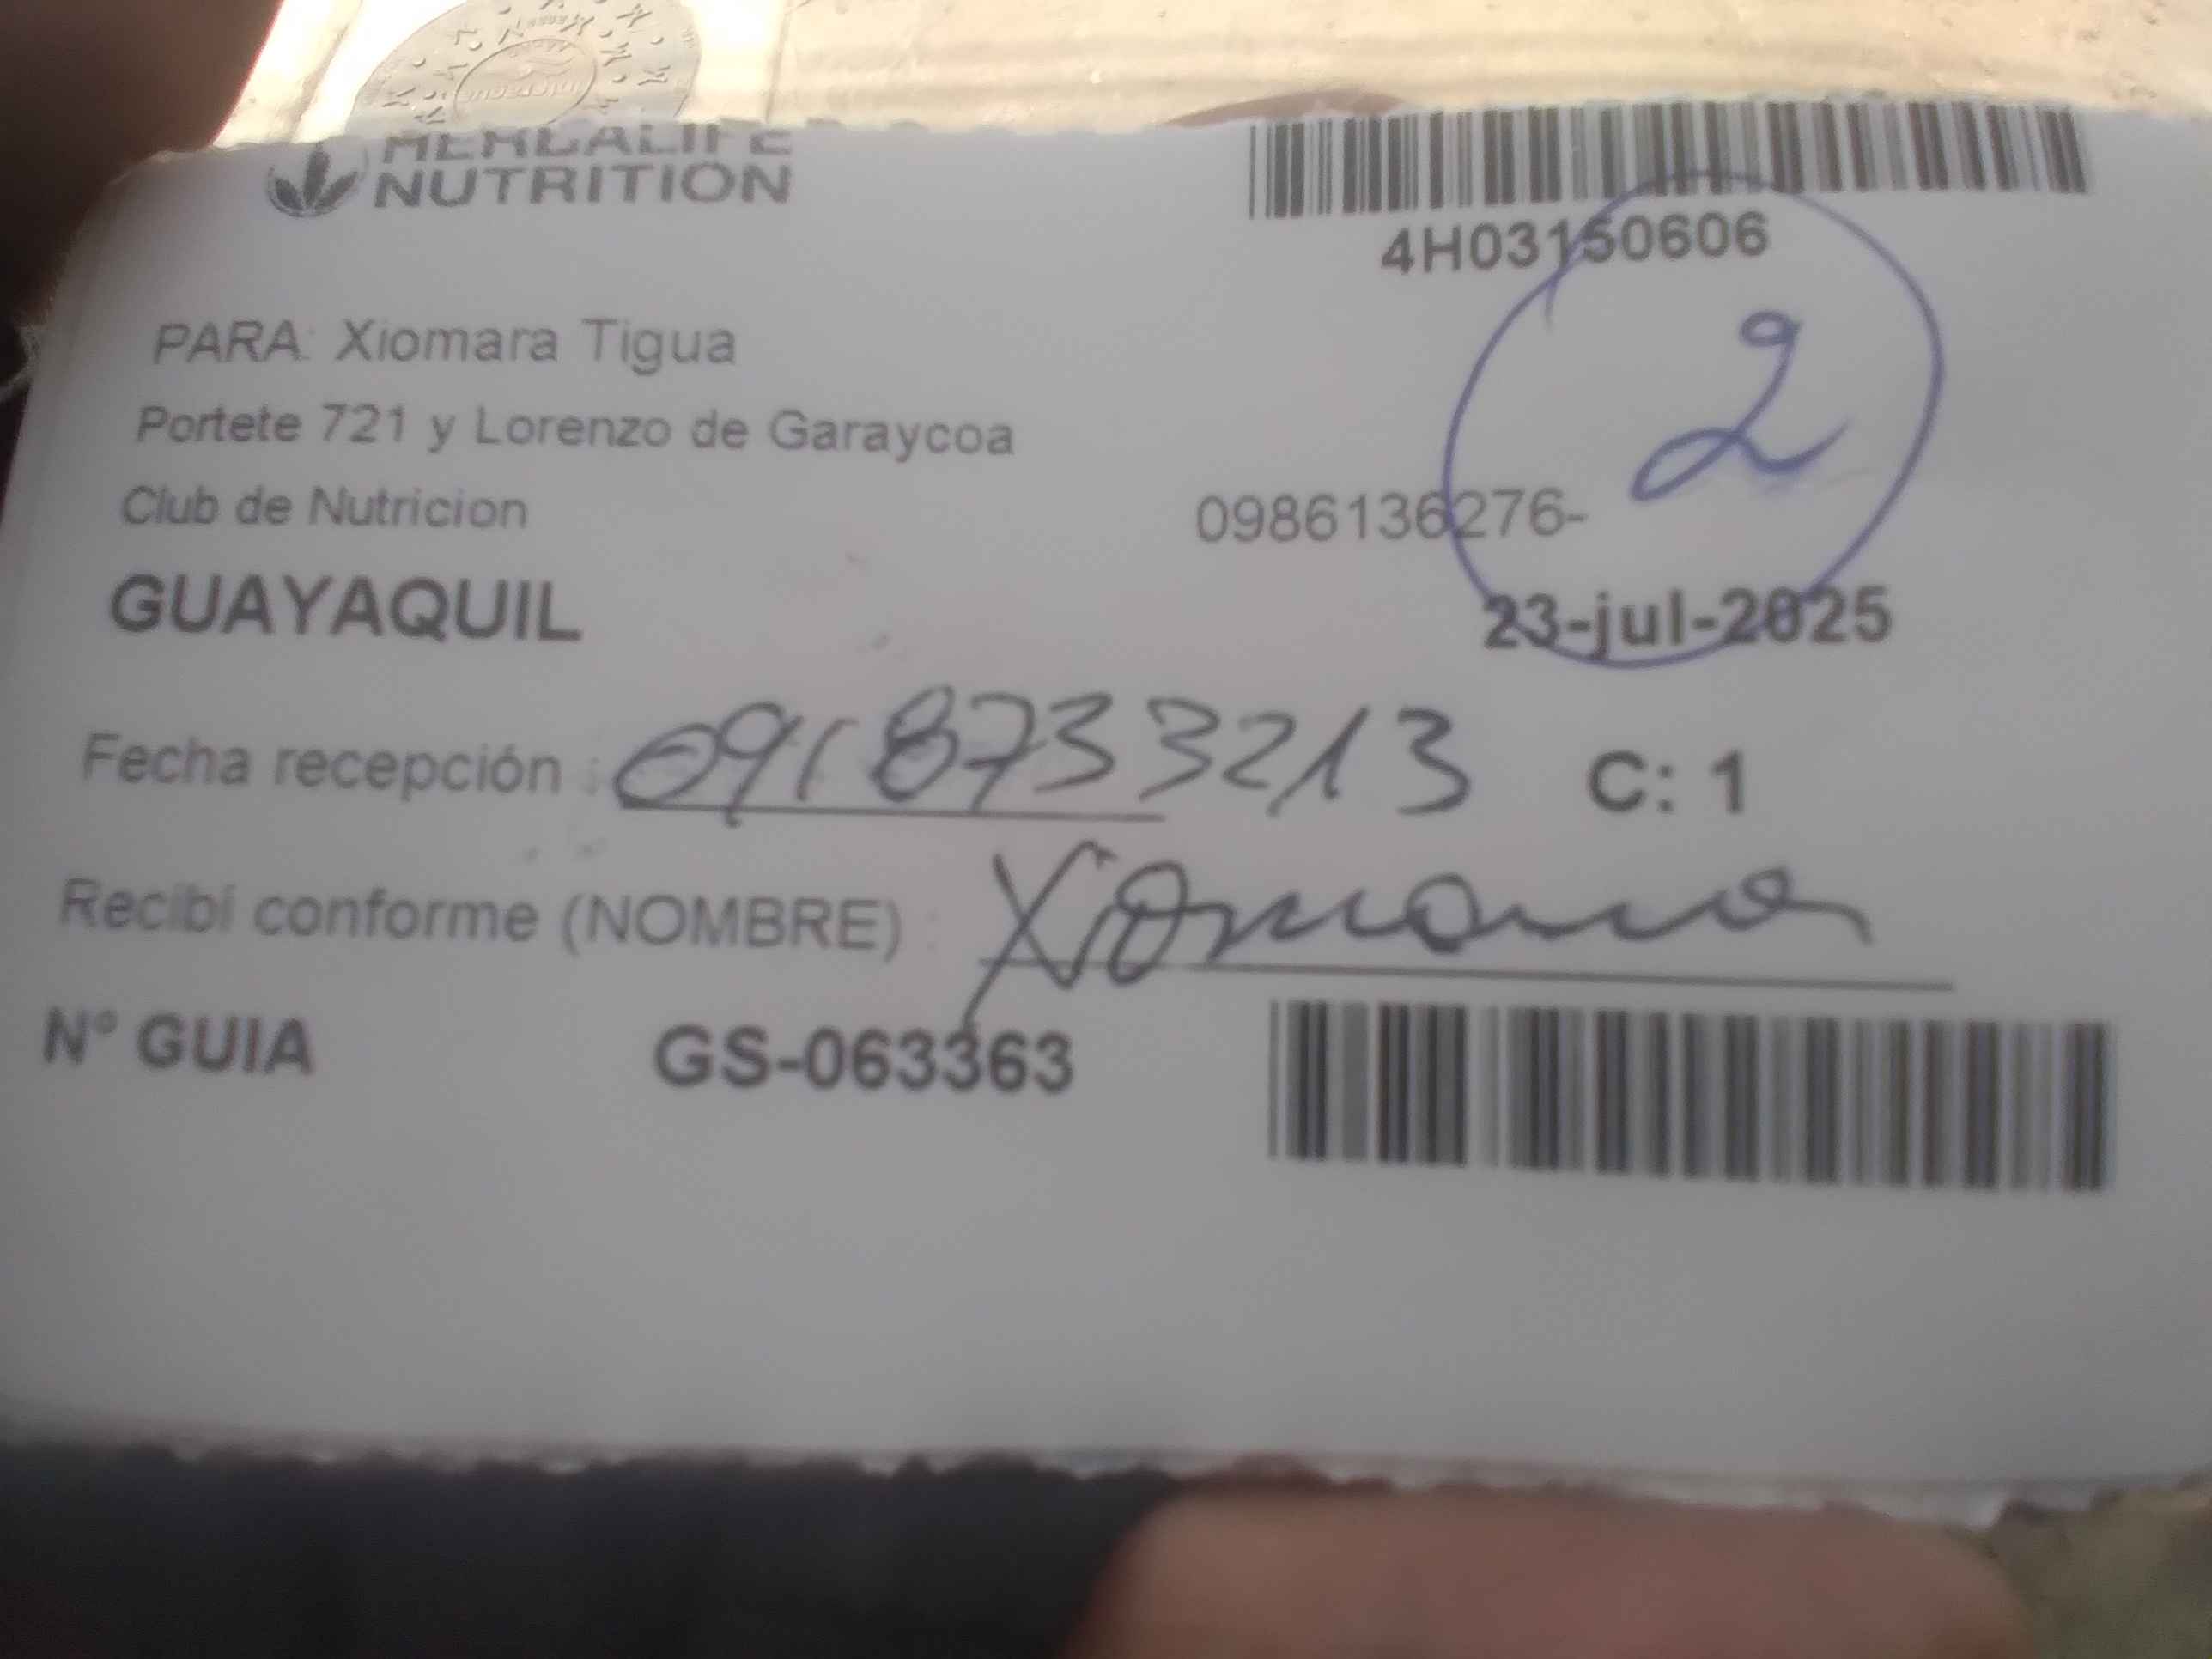 HERBALIFE
NUTRITION
4H03150606
PARA: Xiomara Tigua
Portete 721 y Lorenzo de Garaycoa
2
Club de Nutricion 0986136276-
GUAYAQUIL 23-jul-2025
Fecha recepción : 0918733213 C: 1
Recibí conforme (NOMBRE) : Xiomara
N° GUIA GS-063363